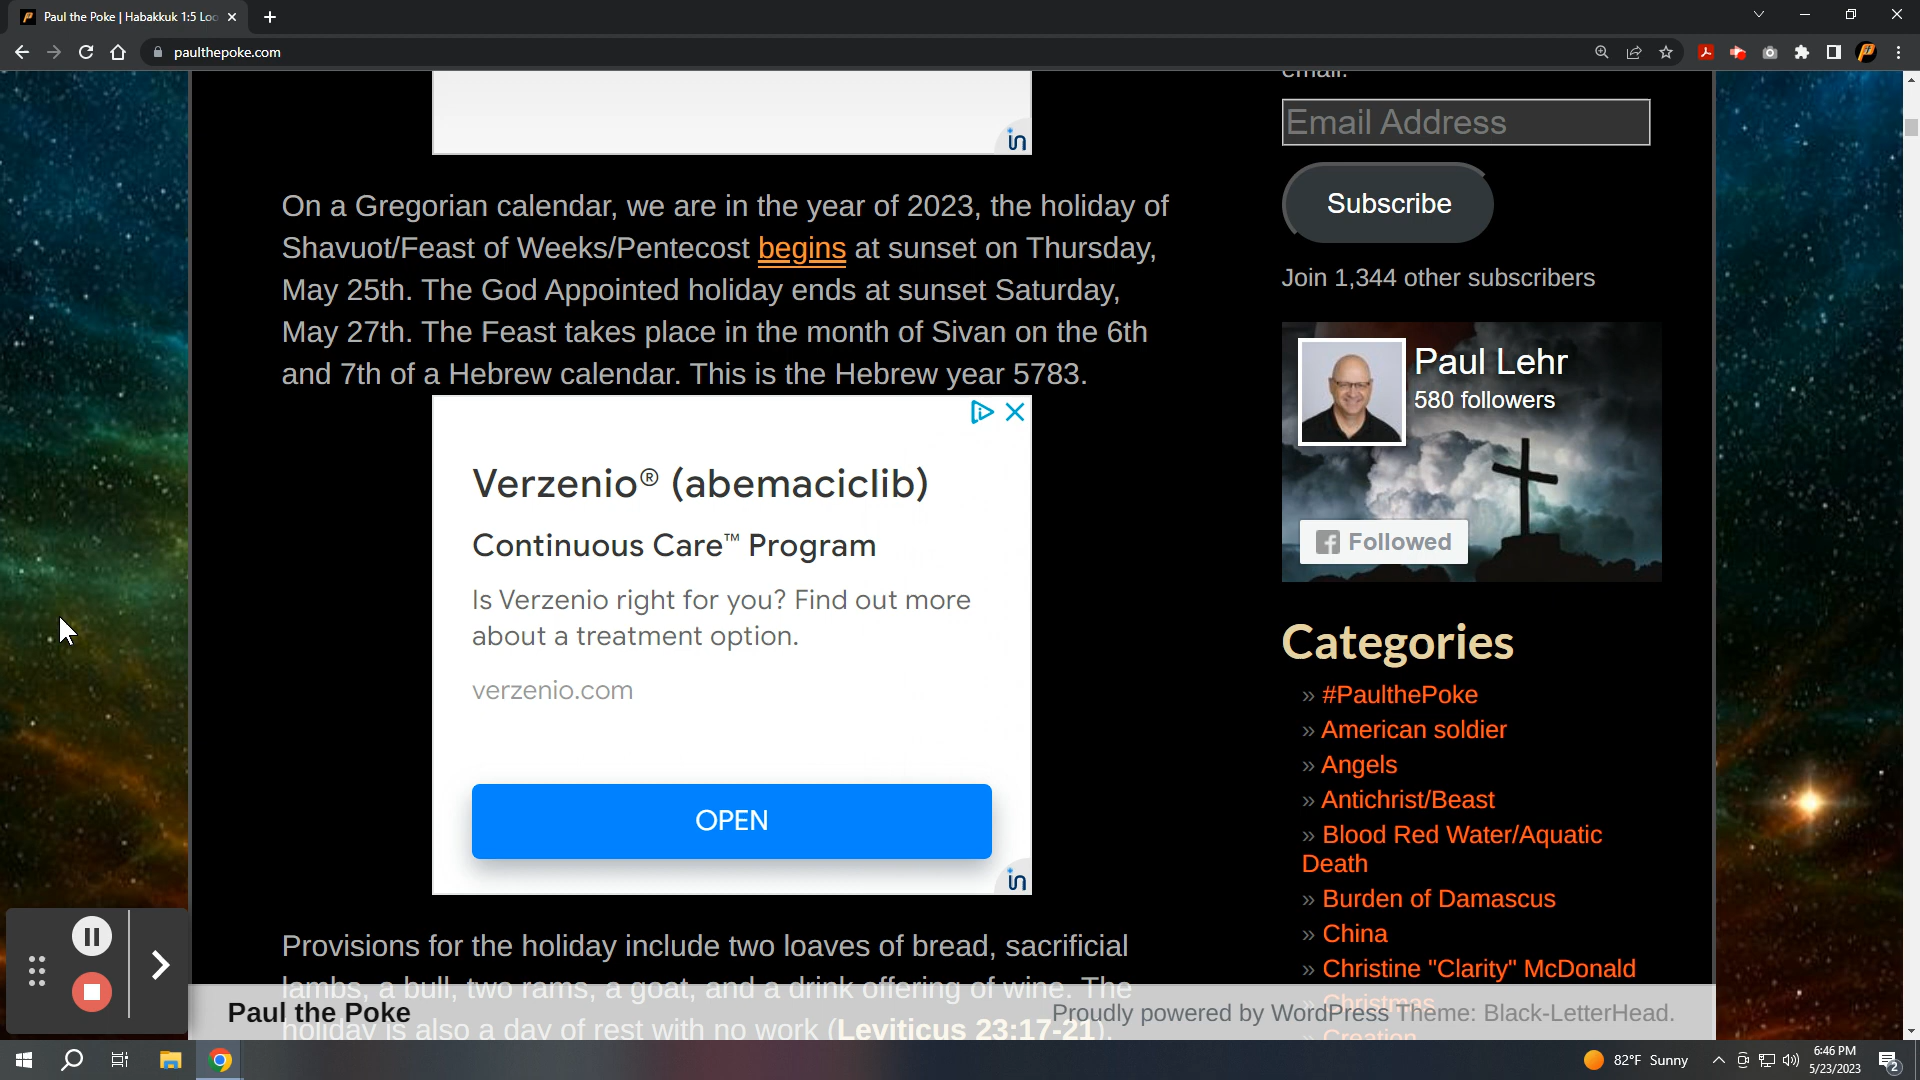 Paul the Poke | Habakkuk 1:5 Loo
paulthepoke.com
email.
Email Address
Subscribe
Join 1,344 other subscribers
On a Gregorian calendar, we are in the year of 2023, the holiday of
Shavuot/Feast of Weeks/Pentecost begins at sunset on Thursday,
May 25th. The God Appointed holiday ends at sunset Saturday,
May 27th. The Feast takes place in the month of Sivan on the 6th
and 7th of a Hebrew calendar. This is the Hebrew year 5783.
Verzenio® (abemaciclib)
Continuous Care™ Program
Is Verzenio right for you? Find out more
about a treatment option.
verzenio.com
OPEN
Provisions for the holiday include two loaves of bread, sacrificial
lambs, a bull, two rams, a goat, and a drink offering of wine. The
holiday is also a day of rest with no work (Leviticus 23:17-21).
Paul Lehr
580 followers
Followed
Categories
» #PaulthePoke
» American soldier
» Angels
» Antichrist/Beast
» Blood Red Water/Aquatic
Death
» Burden of Damascus
» China
» Christine "Clarity" McDonald
» Christmas
» Creation
Paul the Poke
Proudly powered by WordPress Theme: Black-LetterHead.
82°F Sunny
6:46 PM
5/23/2023
2